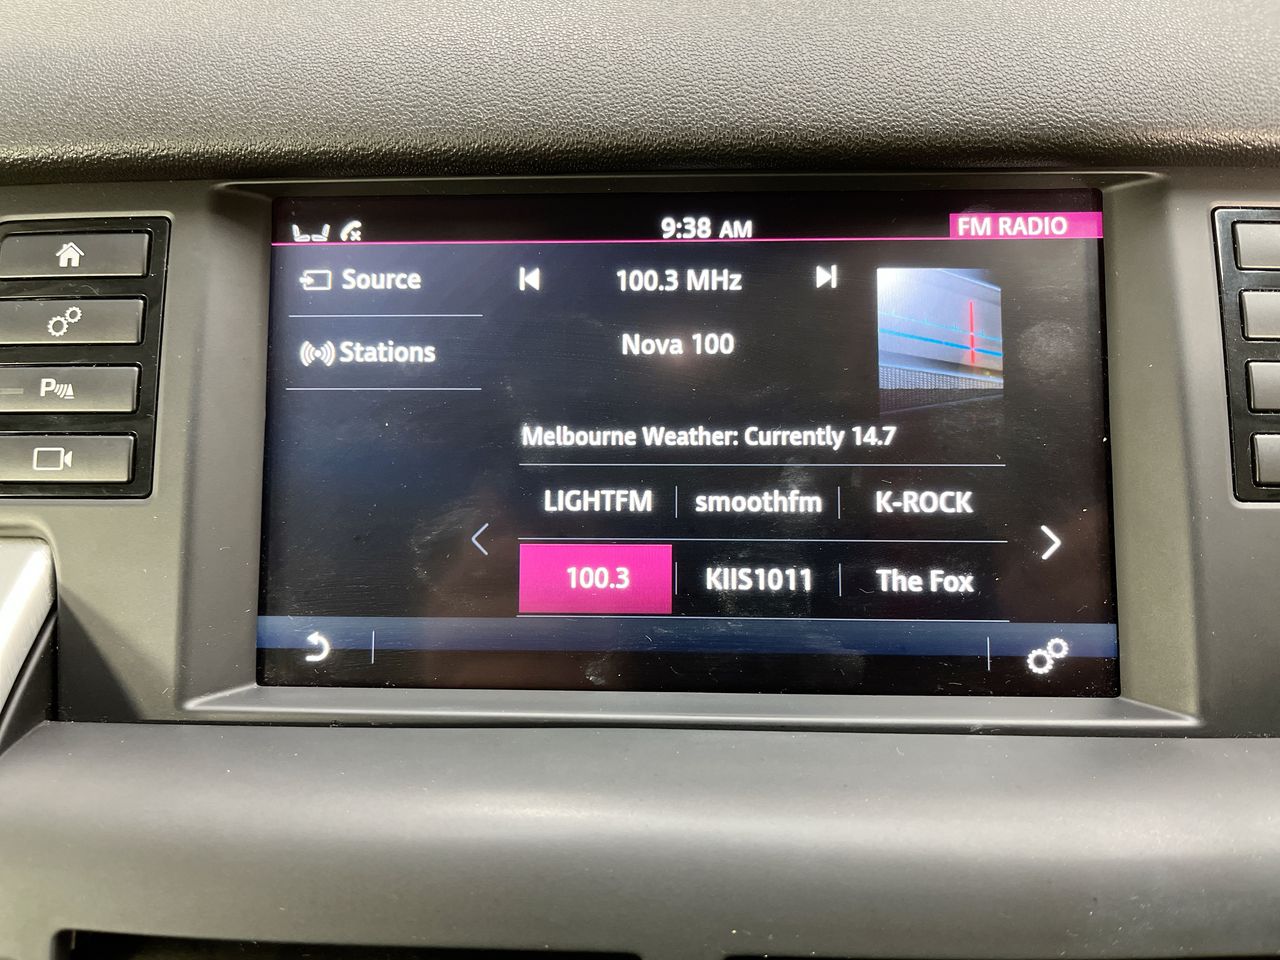 9:38 AM
FM RADIO
Source
100.3 MHz
Stations
Nova 100
Melbourne Weather: Currently 14.7
LIGHTFM
smoothfm
K-ROCK
100.3
KIIS1011
The Fox
P